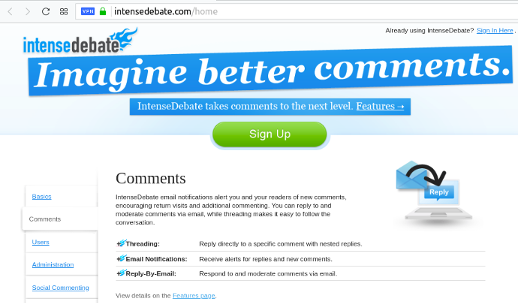 VPN intensedebate.com/home
Already using IntenseDebate? Sign In Here.
intensedebate
Imagine better comments.
IntenseDebate takes comments to the next level. Features →
Sign Up
Basics
Comments
Users
Administration
Social Commenting
Comments
IntenseDebate email notifications alert you and your readers of new comments,
encouraging return visits and additional commenting. You can reply to and
moderate comments via email, while threading makes it easy to follow the
conversation.
Threading: Reply directly to a specific comment with nested replies.
Email Notifications: Receive alerts for replies and new comments.
Reply-By-Email: Respond to and moderate comments via email.
View details on the Features page.
Reply